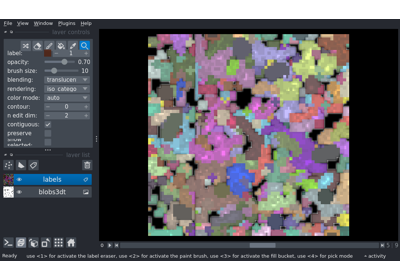 File View Window Plugins Help
layer controls
label: 1
opacity: 0.70
brush size: 10
blending: translucen
rendering: iso_catego
color mode: auto
contour: 0
n edit dim: 2
contiguous:
preserve
show
selected:
layer list
labels
blobs3dt
Ready use <1> for activate the label eraser, use <2> for activate the paint brush, use <3> for activate the fill bucket, use <4> for pick mode activity